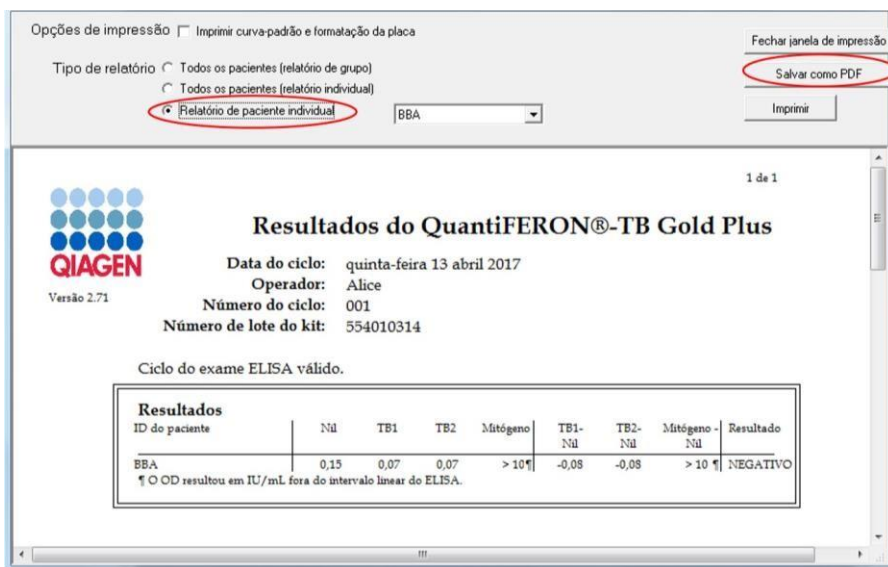 Opções de impressão Imprimir curva-padrão e formatação da placa
Fechar janela de impressão
Tipo de relatório Todos os pacientes (relatório de grupo)
Salvar como PDF
Todos os pacientes (relatório individual)
Relatório de paciente individual BBA
Imprimir
1 de 1
QIAGEN
Versão 2.71
Resultados do QuantiFERON®-TB Gold Plus
Data do ciclo: quinta-feira 13 abril 2017
Operador: Alice
Número do ciclo: 001
Número de lote do kit: 554010314
Ciclo do exame ELISA válido.
Resultados
ID do paciente Nil TB1 TB2 Mitógeno TB1-Nil TB2-Nil Mitógeno - Nil Resultado
BBA 0,15 0,07 0,07 > 10¶ -0,08 -0,08 > 10 ¶ NEGATIVO
¶ O OD resultou em IU/mL fora do intervalo linear do ELISA.